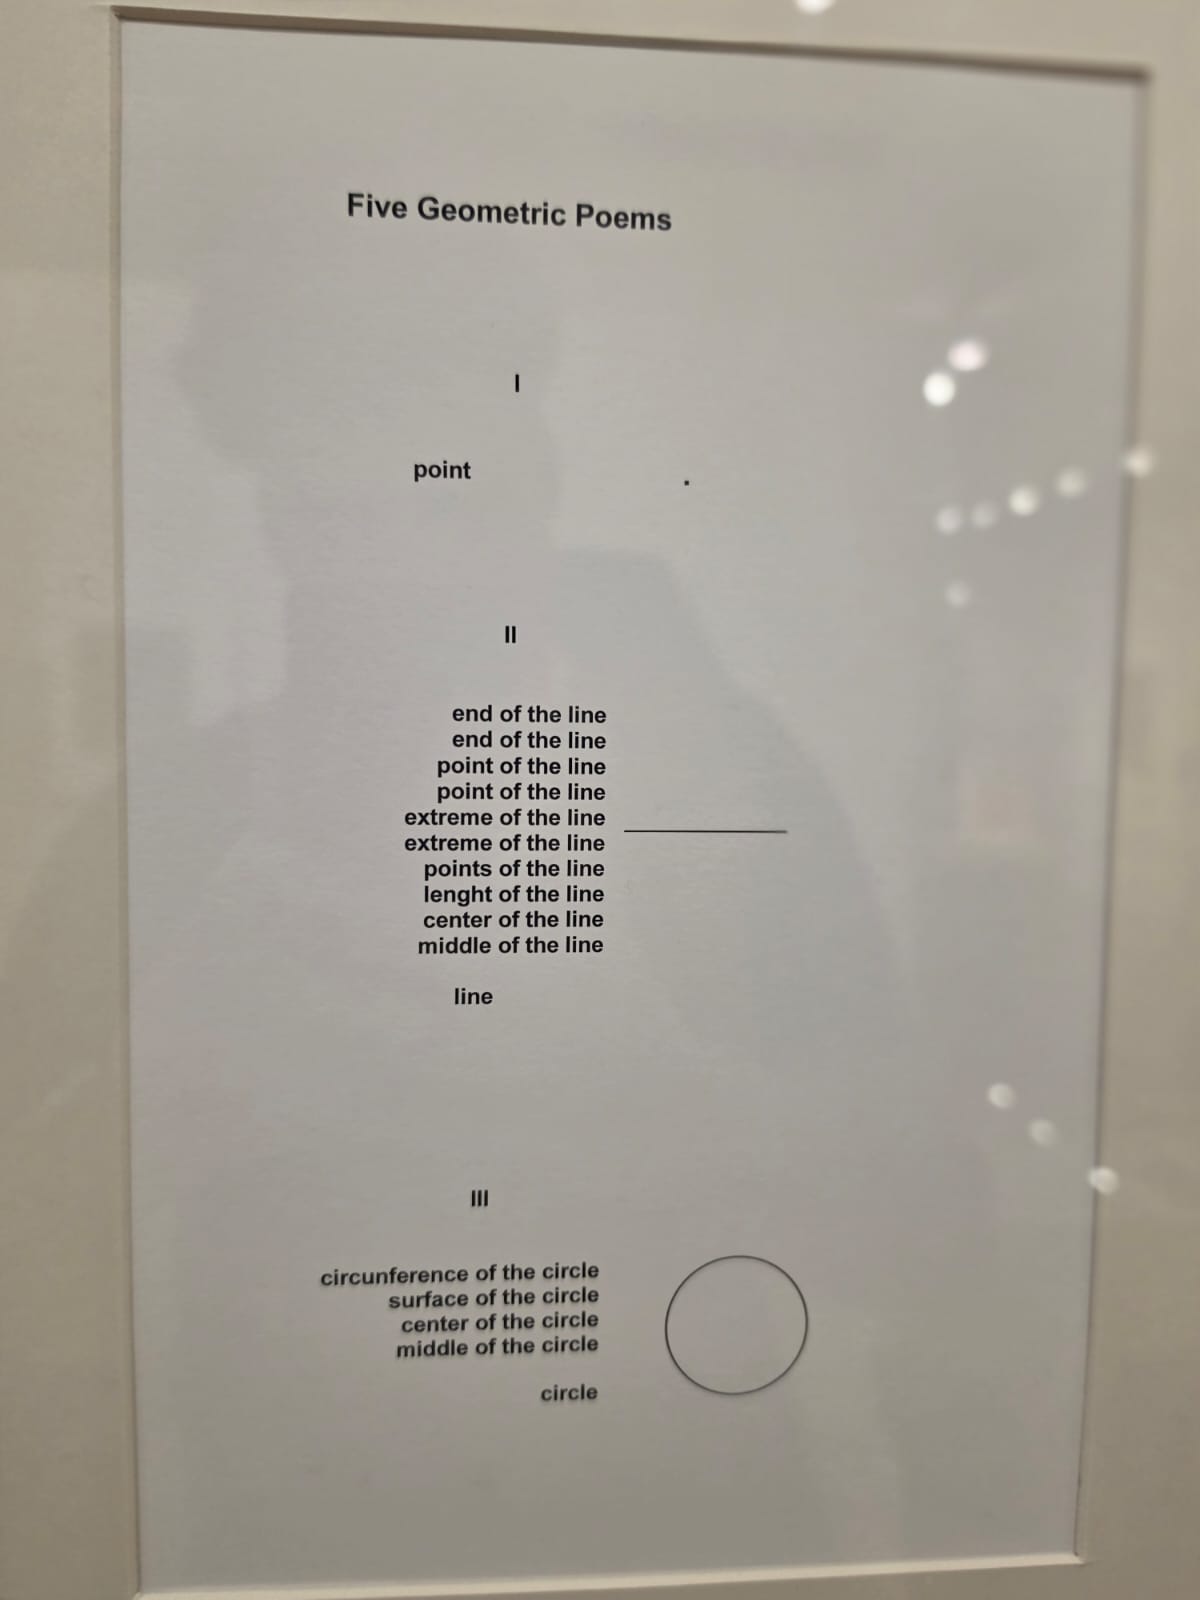 Five Geometric Poems
I
point
II
end of the line
end of the line
point of the line
point of the line
extreme of the line
extreme of the line
points of the line
lenght of the line
center of the line
middle of the line
line
III
circunference of the circle
surface of the circle
center of the circle
middle of the circle
circle